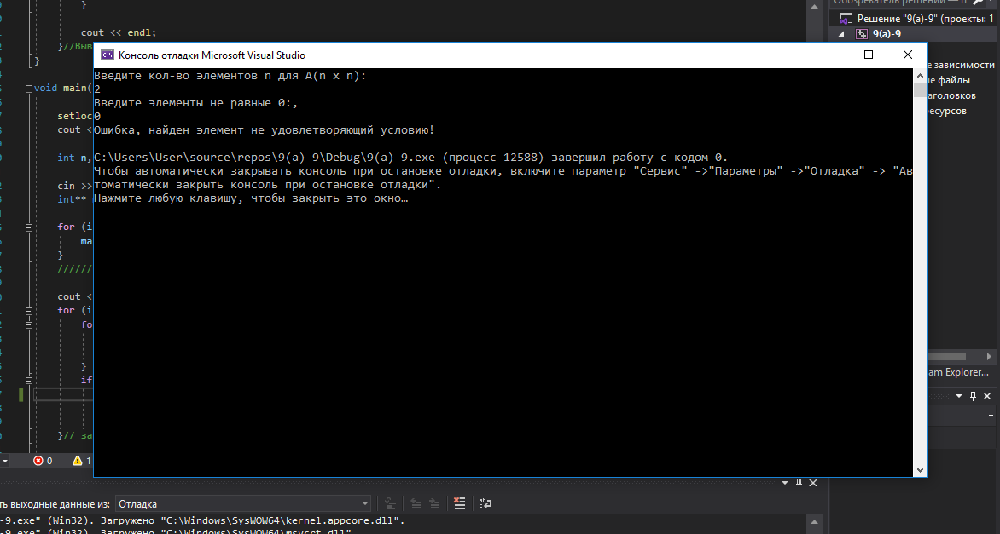 }
cout << endl;
}//Выв
}
void main(
setloc
cout <
int n,
cin >>
int**
for (i
ma
}
//////
cout <
for (i
fo
}
if
}// за
Консоль отладки Microsoft Visual Studio
Введите кол-во элементов n для A(n x n):
2
Введите элементы не равные 0:,
0
Ошибка, найден элемент не удовлетворяющий условию!
C:\Users\User\source\repos\9(a)-9\Debug\9(a)-9.exe (процесс 12588) завершил работу с кодом 0.
Чтобы автоматически закрывать консоль при остановке отладки, включите параметр "Сервис" ->"Параметры" ->"Отладка" -> "Ав
томатически закрыть консоль при остановке отладки".
Нажмите любую клавишу, чтобы закрыть это окно…
Обозреватель решений — п
Решение "9(a)-9" (проекты: 1
9(a)-9
е зависимости
е файлы
аголовков
есурсов
am Explorer...
0
1
ть выходные данные из: Отладка
-9.exe" (Win32). Загружено "C:\Windows\SysWOW64\kernel.appcore.dll".
-9.exe" (Win32). Загружено "C:\Windows\SysWOW64\msvcrt.dll"